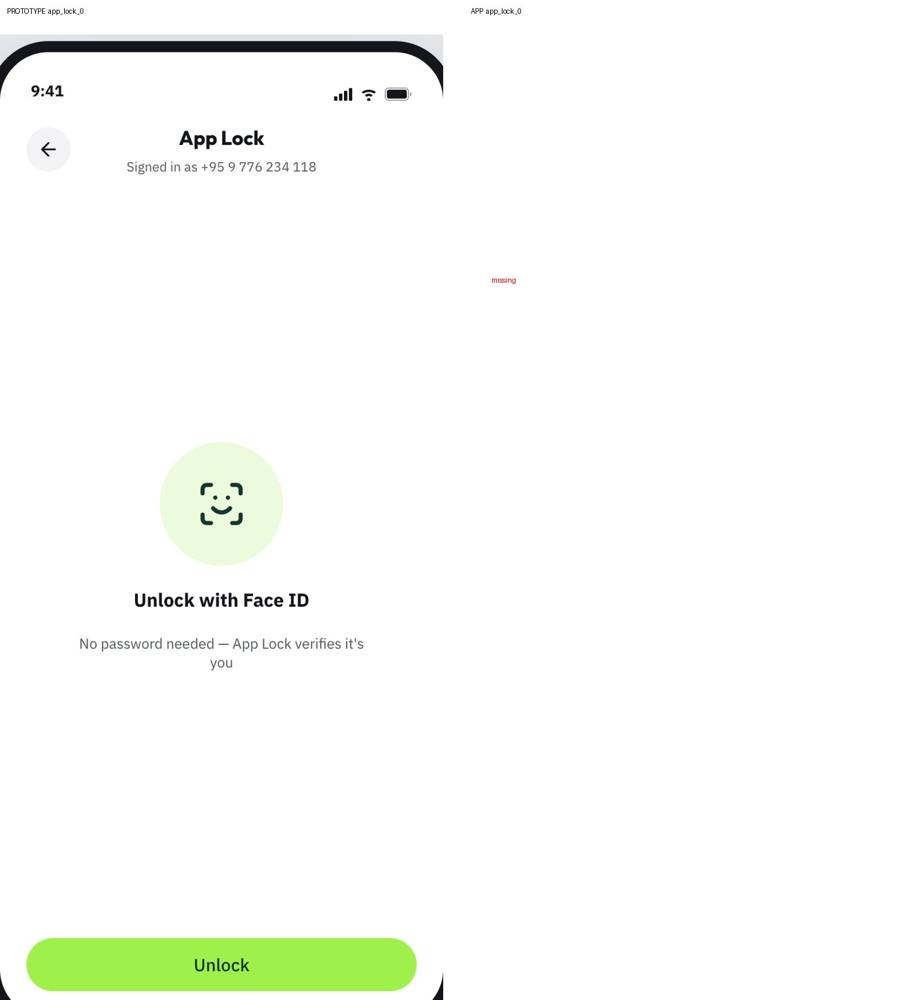 PROTOTYPE app_lock_0
APP app_lock_0
9:41
App Lock
Signed in as +95 9 776 234 118
missing
Unlock with Face ID
No password needed — App Lock verifies it's
you
Unlock